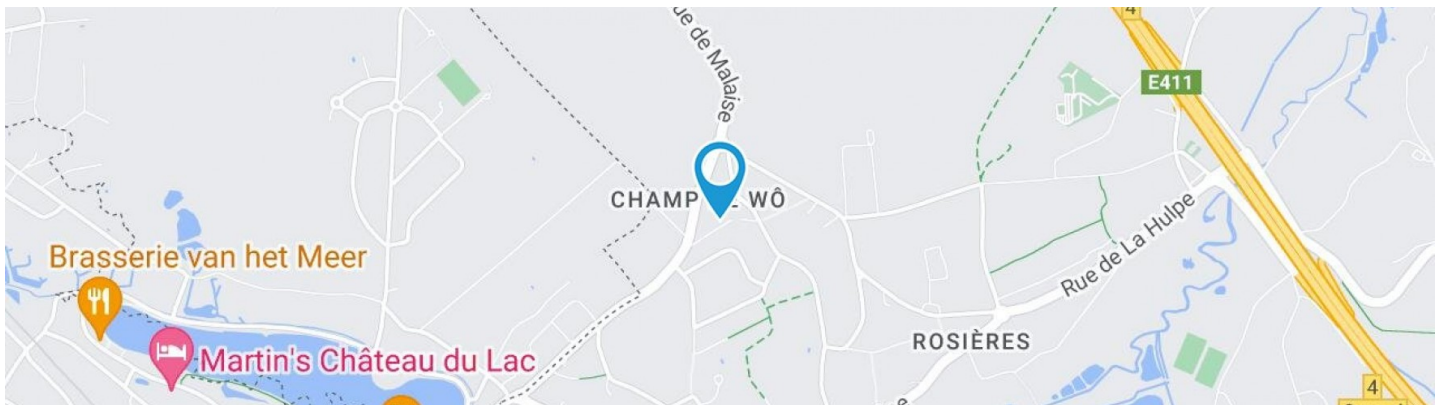 4
Rue de Malaise
E411
CHAMP WÔ
Rue de La Hulpe
Brasserie van het Meer
ROSIÈRES
Martin's Château du Lac
4